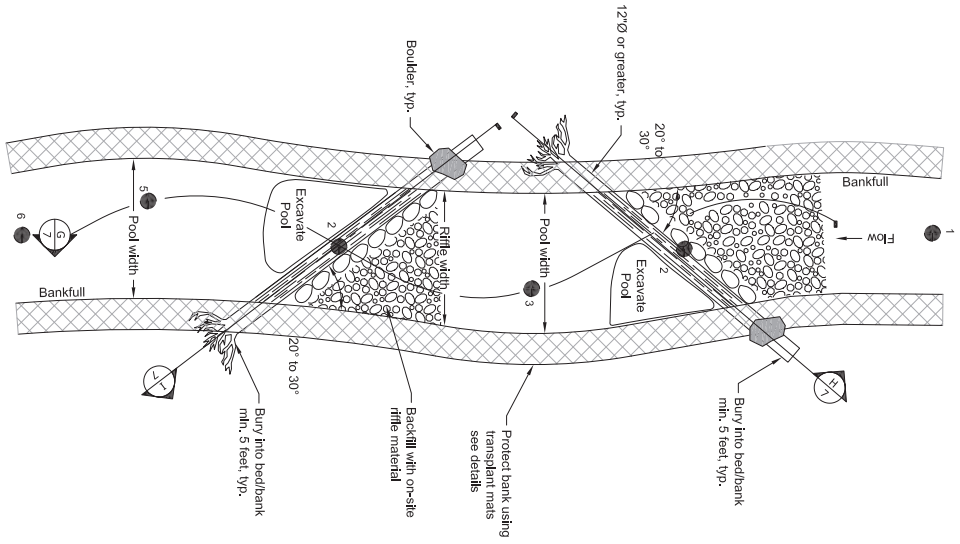 12"Ø or greater, typ.
Boulder, typ.
20° to
30°
Bankfull
1
Flow
2
Excavate
Pool
Pool width
3
Riffle width
2
Excavate
Pool
5
Pool width
6
G
7
Bankfull
20° to 30°
I
7
H
7
Bury into bed/bank
min. 5 feet, typ.
Protect bank using
transplant mats
see details
Backfill with on-site
riffle material
Bury into bed/bank
min. 5 feet, typ.